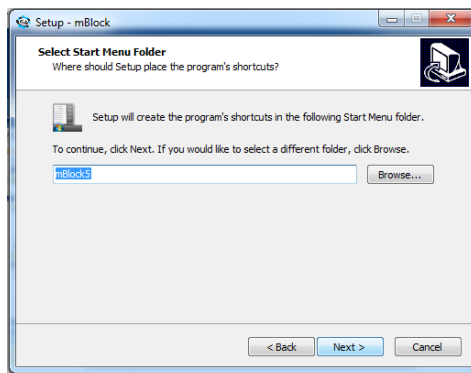 Setup - mBlock
Select Start Menu Folder
Where should Setup place the program's shortcuts?
Setup will create the program's shortcuts in the following Start Menu folder.
To continue, click Next. If you would like to select a different folder, click Browse.
mBlock5
Browse...
< Back
Next >
Cancel